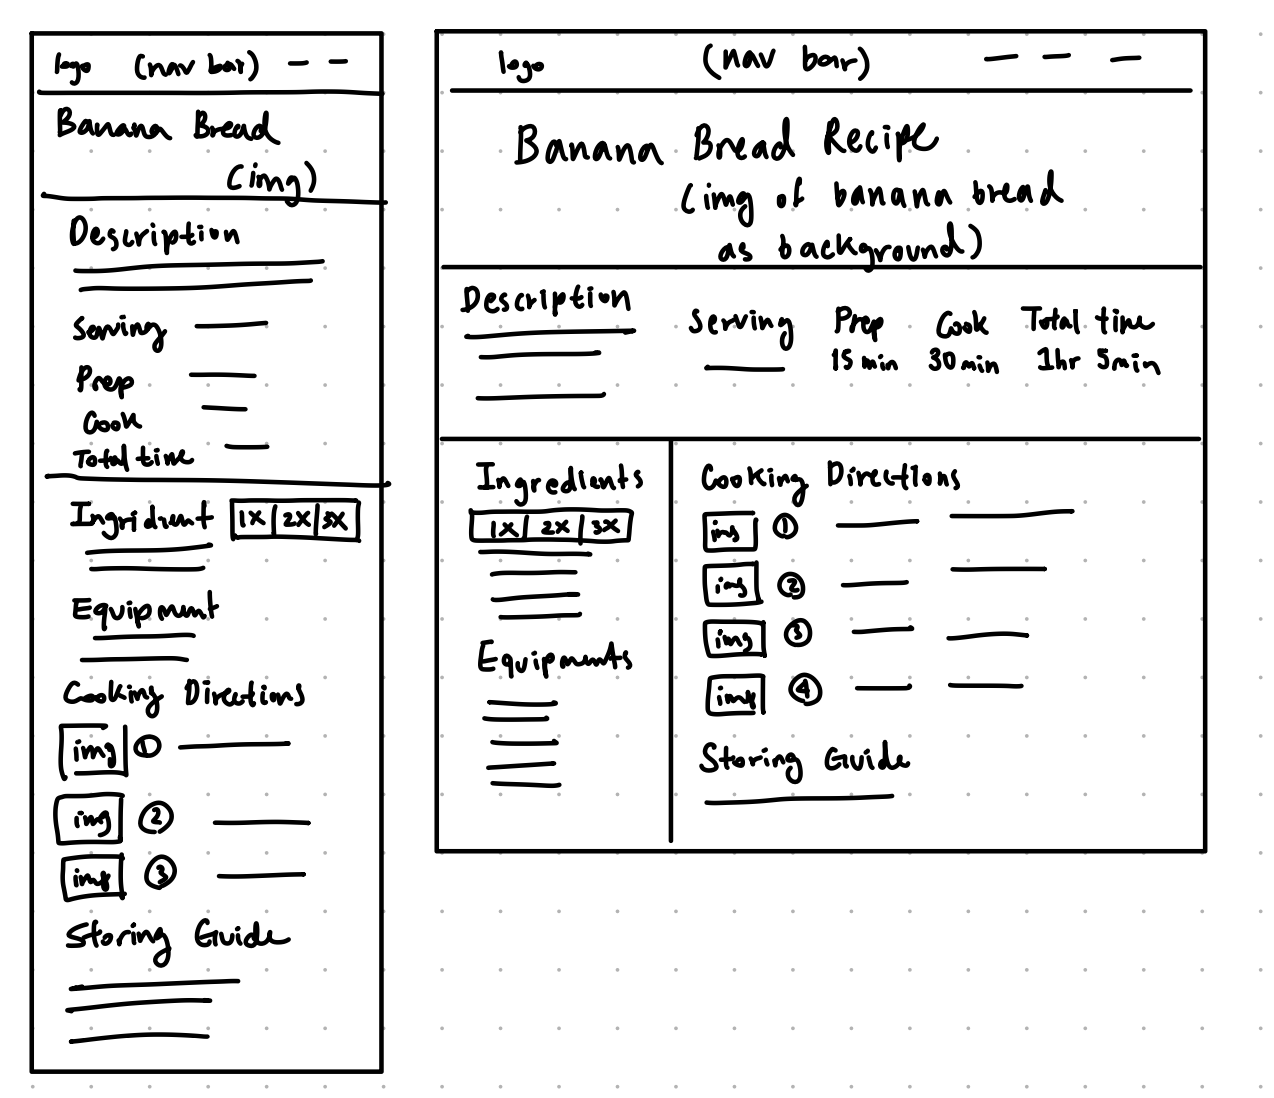 logo (nav bar)
Banana Bread
(img)
Description
Serving
Prep
Cook
Total time
Ingridient 1X 2X 3X
Equipment
Cooking Directions
img 1
img 2
img 3
Storing Guide
logo (nav bar)
Banana Bread Recipe
(img of banana bread
as background)
Description
Serving Prep Cook Total time
15 min 30 min 1hr 5min
Ingredients
1X 2X 3X
Equipments
Cooking Directions
img 1
img 2
img 3
img 4
Storing Guide